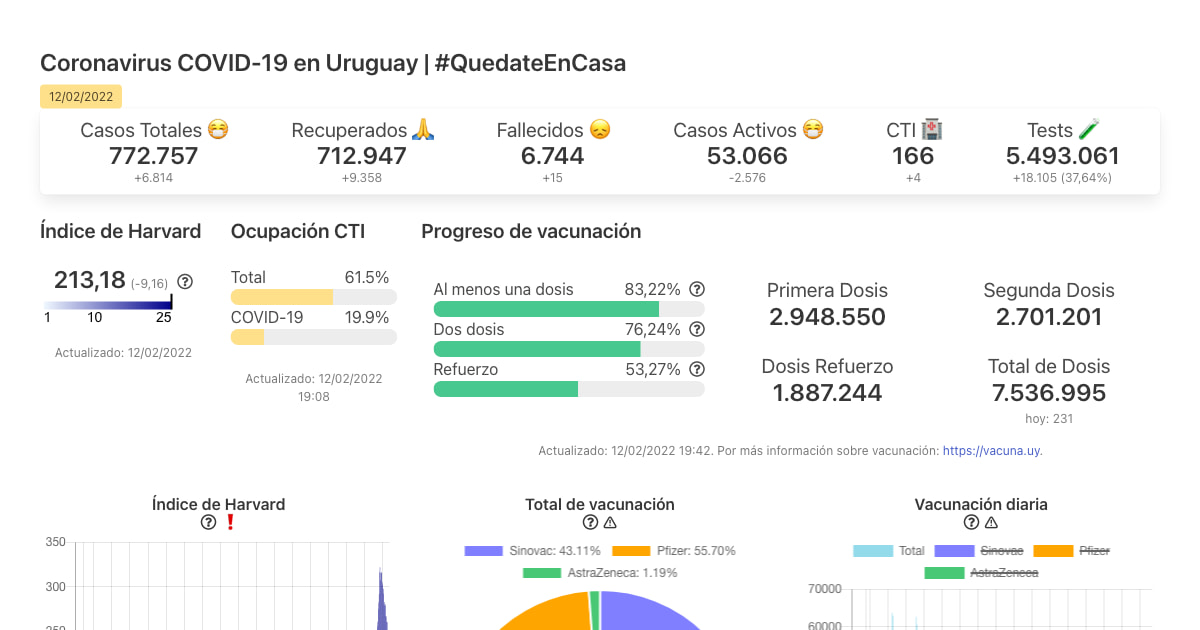 Coronavirus COVID-19 en Uruguay | #QuedateEnCasa
12/02/2022
Casos Totales 😷 Recuperados 🙏 Fallecidos 😞 Casos Activos 😷 CTI 🏥 Tests 🧪
772.757 712.947 6.744 53.066 166 5.493.061
+6.814 +9.358 +15 -2.576 +4 +18.105 (37,64%)
Índice de Harvard
213,18 (-9,16) ?
1 10 25
Actualizado: 12/02/2022
Ocupación CTI
Total 61.5%
COVID-19 19.9%
Actualizado: 12/02/2022
19:08
Progreso de vacunación
Al menos una dosis 83,22% ?
Dos dosis 76,24% ?
Refuerzo 53,27% ?
Primera Dosis Segunda Dosis
2.948.550 2.701.201
Dosis Refuerzo Total de Dosis
1.887.244 7.536.995
hoy: 231
Actualizado: 12/02/2022 19:42. Por más información sobre vacunación: https://vacuna.uy.
Índice de Harvard
? ❗
350
300
250
Total de vacunación
? ⚠
Sinovac: 43.11% Pfizer: 55.70%
AstraZeneca: 1.19%
Vacunación diaria
? ⚠
Total Sinovac Pfizer
AstraZeneca
70000
60000